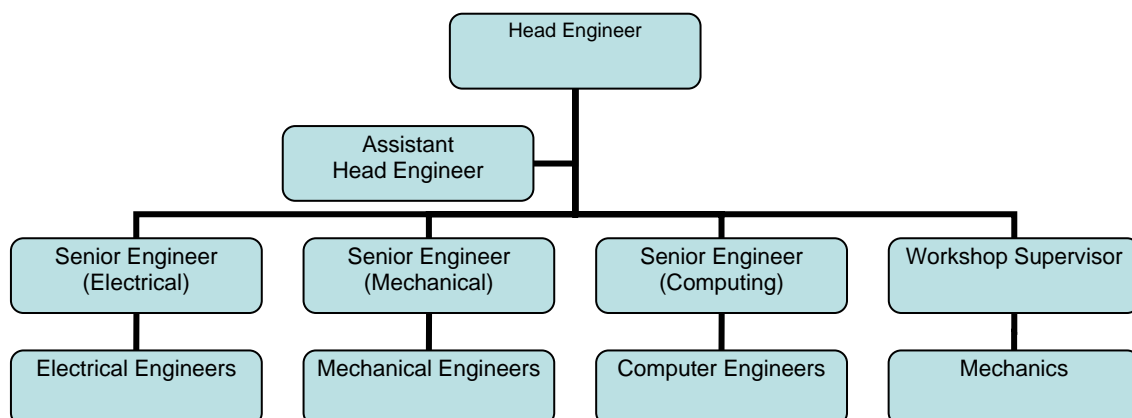 Head Engineer
Assistant
Head Engineer
Senior Engineer
(Electrical)
Senior Engineer
(Mechanical)
Senior Engineer
(Computing)
Workshop Supervisor
Electrical Engineers
Mechanical Engineers
Computer Engineers
Mechanics